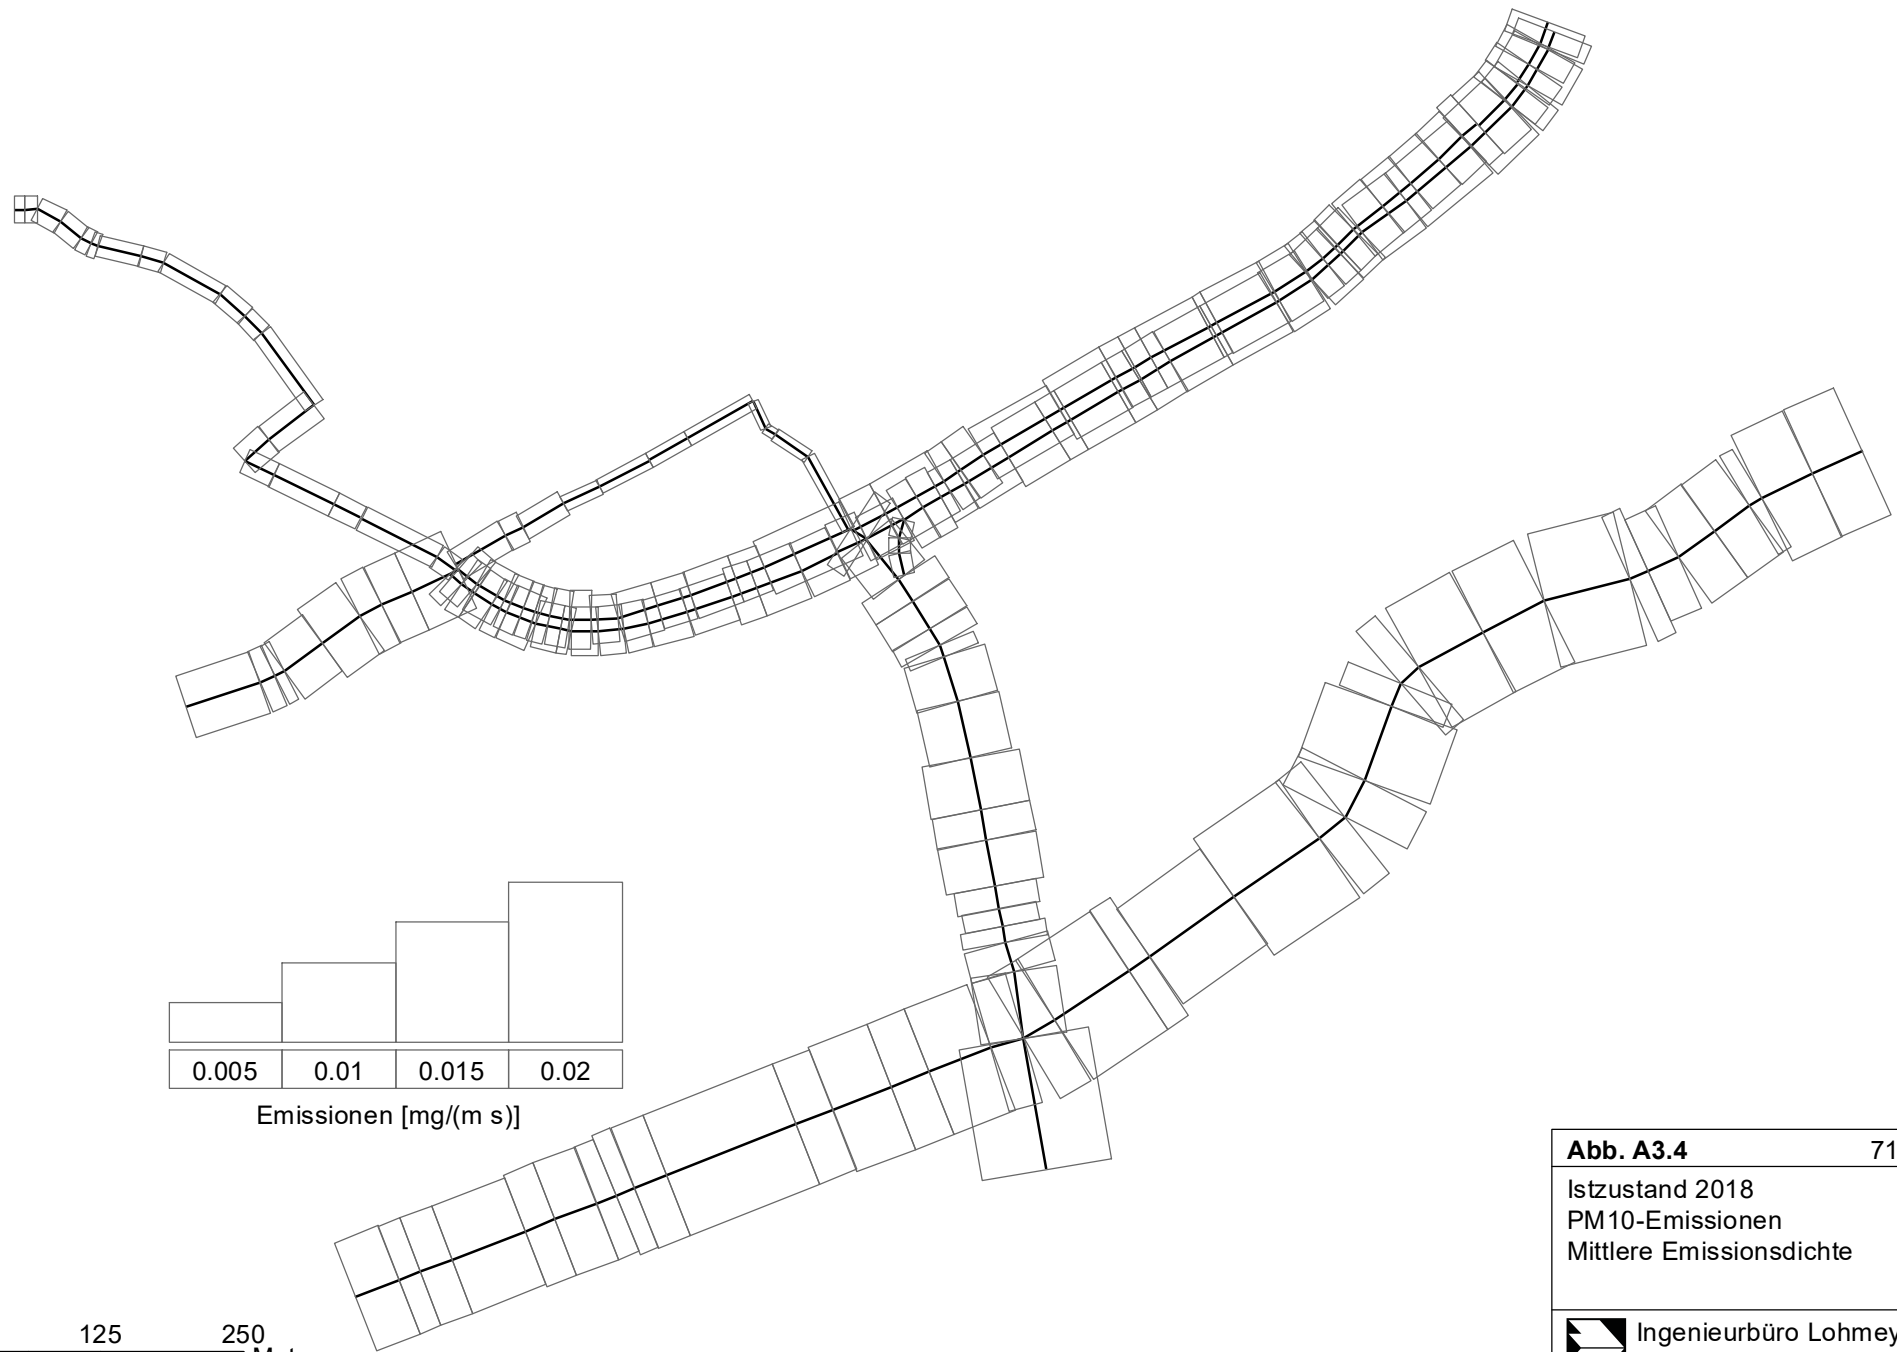 0.005 0.01 0.015 0.02
Emissionen [mg/(m s)]
Abb. A3.4 71
Istzustand 2018
PM10-Emissionen
Mittlere Emissionsdichte
Ingenieurbüro Lohmey
125 250